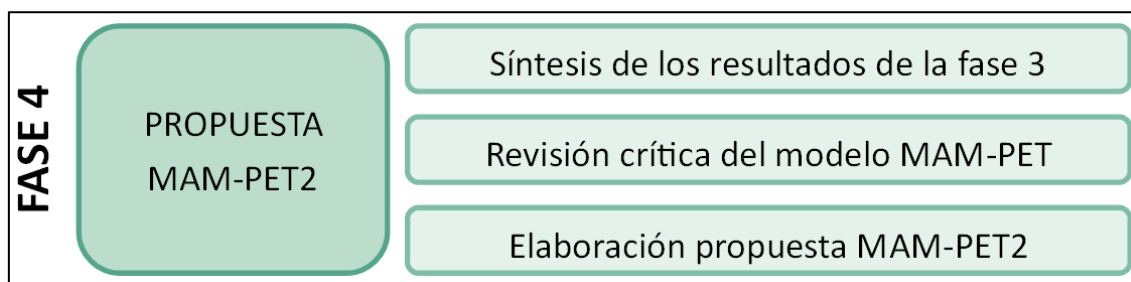 FASE 4
PROPUESTA
MAM-PET2
Síntesis de los resultados de la fase 3
Revisión crítica del modelo MAM-PET
Elaboración propuesta MAM-PET2